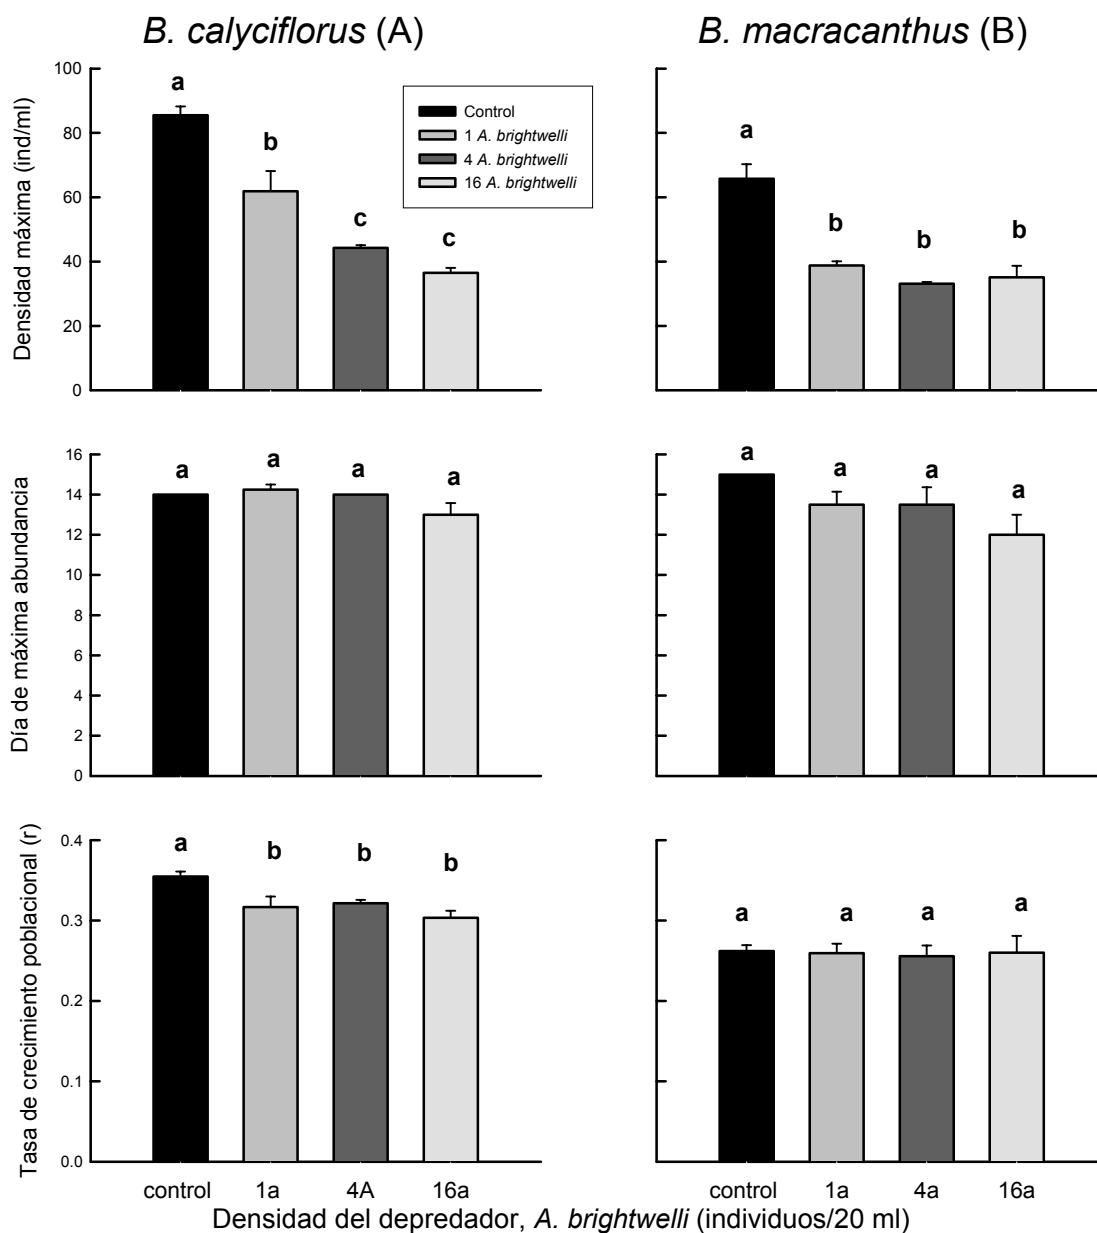 B. calyciflorus (A)
B. macracanthus (B)
Densidad máxima (ind/ml)
100
80
60
40
20
0
a
b
c
c
Control
1 A. brightwelli
4 A. brightwelli
16 A. brightwelli
a
b
b
b
Día de máxima abundancia
16
14
12
10
8
6
4
2
0
a
a
a
a
a
a
a
a
Tasa de crecimiento poblacional (r)
0.4
0.3
0.2
0.1
0.0
a
b
b
b
a
a
a
a
control 1a 4A 16a
control 1a 4a 16a
Densidad del depredador, A. brightwelli (individuos/20 ml)